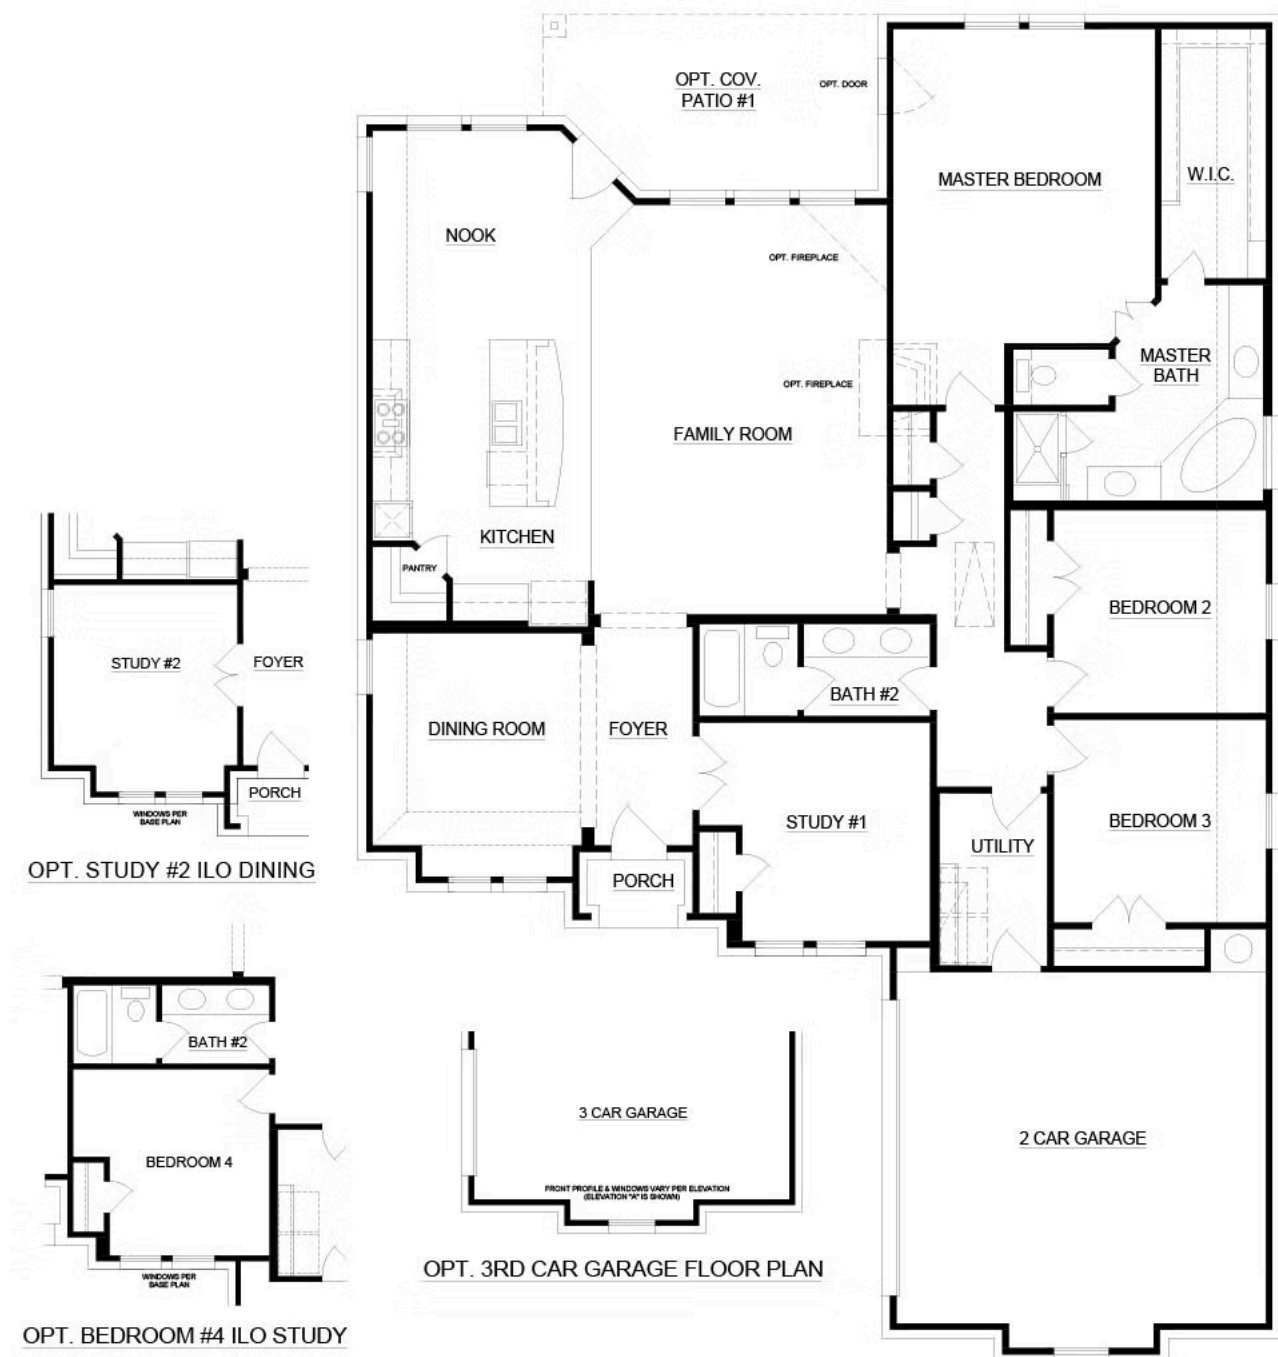 OPT. COV.
PATIO #1
OPT. DOOR
MASTER BEDROOM
W.I.C.
NOOK
OPT. FIREPLACE
MASTER
BATH
OPT. FIREPLACE
FAMILY ROOM
KITCHEN
PANTRY
BEDROOM 2
STUDY #2
FOYER
BATH #2
DINING ROOM
FOYER
PORCH
WINDOWS PER
BASE PLAN
STUDY #1
BEDROOM 3
UTILITY
OPT. STUDY #2 ILO DINING
PORCH
BATH #2
3 CAR GARAGE
2 CAR GARAGE
BEDROOM 4
FRONT PROFILE & WINDOWS VARY PER ELEVATION
(ELEVATION "A" IS SHOWN)
OPT. 3RD CAR GARAGE FLOOR PLAN
WINDOWS PER
BASE PLAN
OPT. BEDROOM #4 ILO STUDY